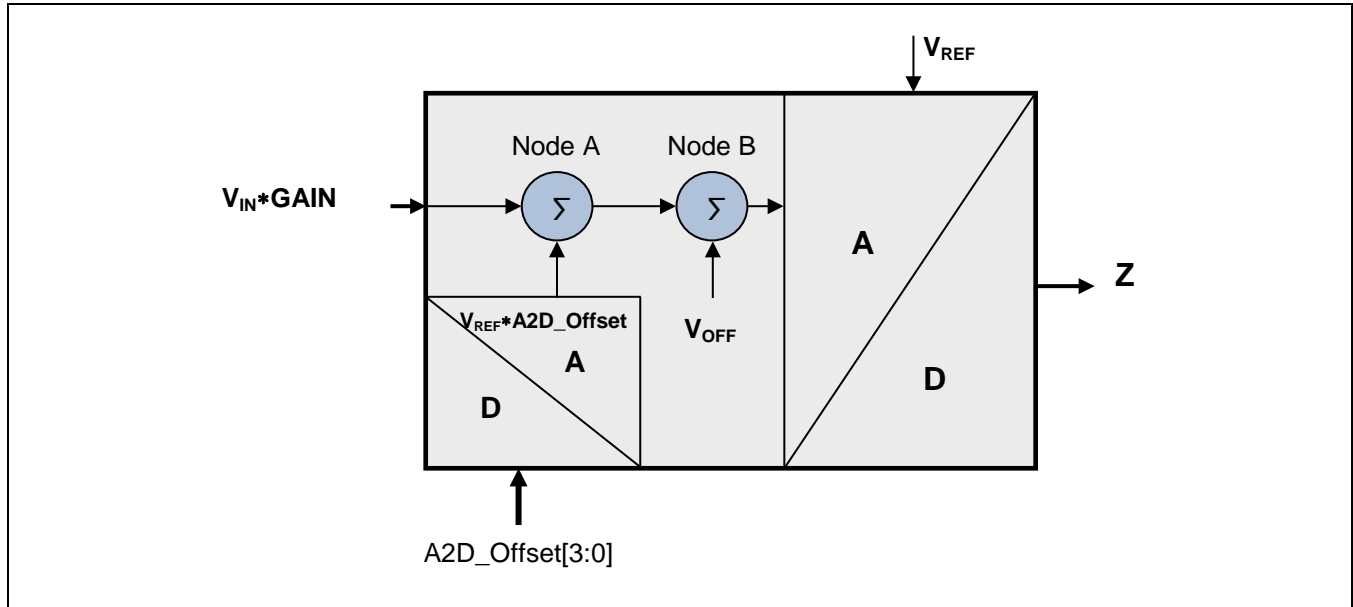 V_REF
Node A
Node B
Σ
Σ
V_IN*GAIN
A
Z
V_REF*A2D_Offset
V_OFF
A
D
D
A2D_Offset[3:0]